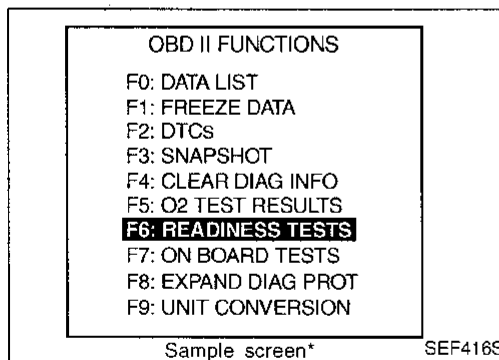 OBD II FUNCTIONS
F0: DATA LIST
F1: FREEZE DATA
F2: DTCs
F3: SNAPSHOT
F4: CLEAR DIAG INFO
F5: O2 TEST RESULTS
F6: READINESS TESTS
F7: ON BOARD TESTS
F8: EXPAND DIAG PROT
F9: UNIT CONVERSION
Sample screen*
SEF416S